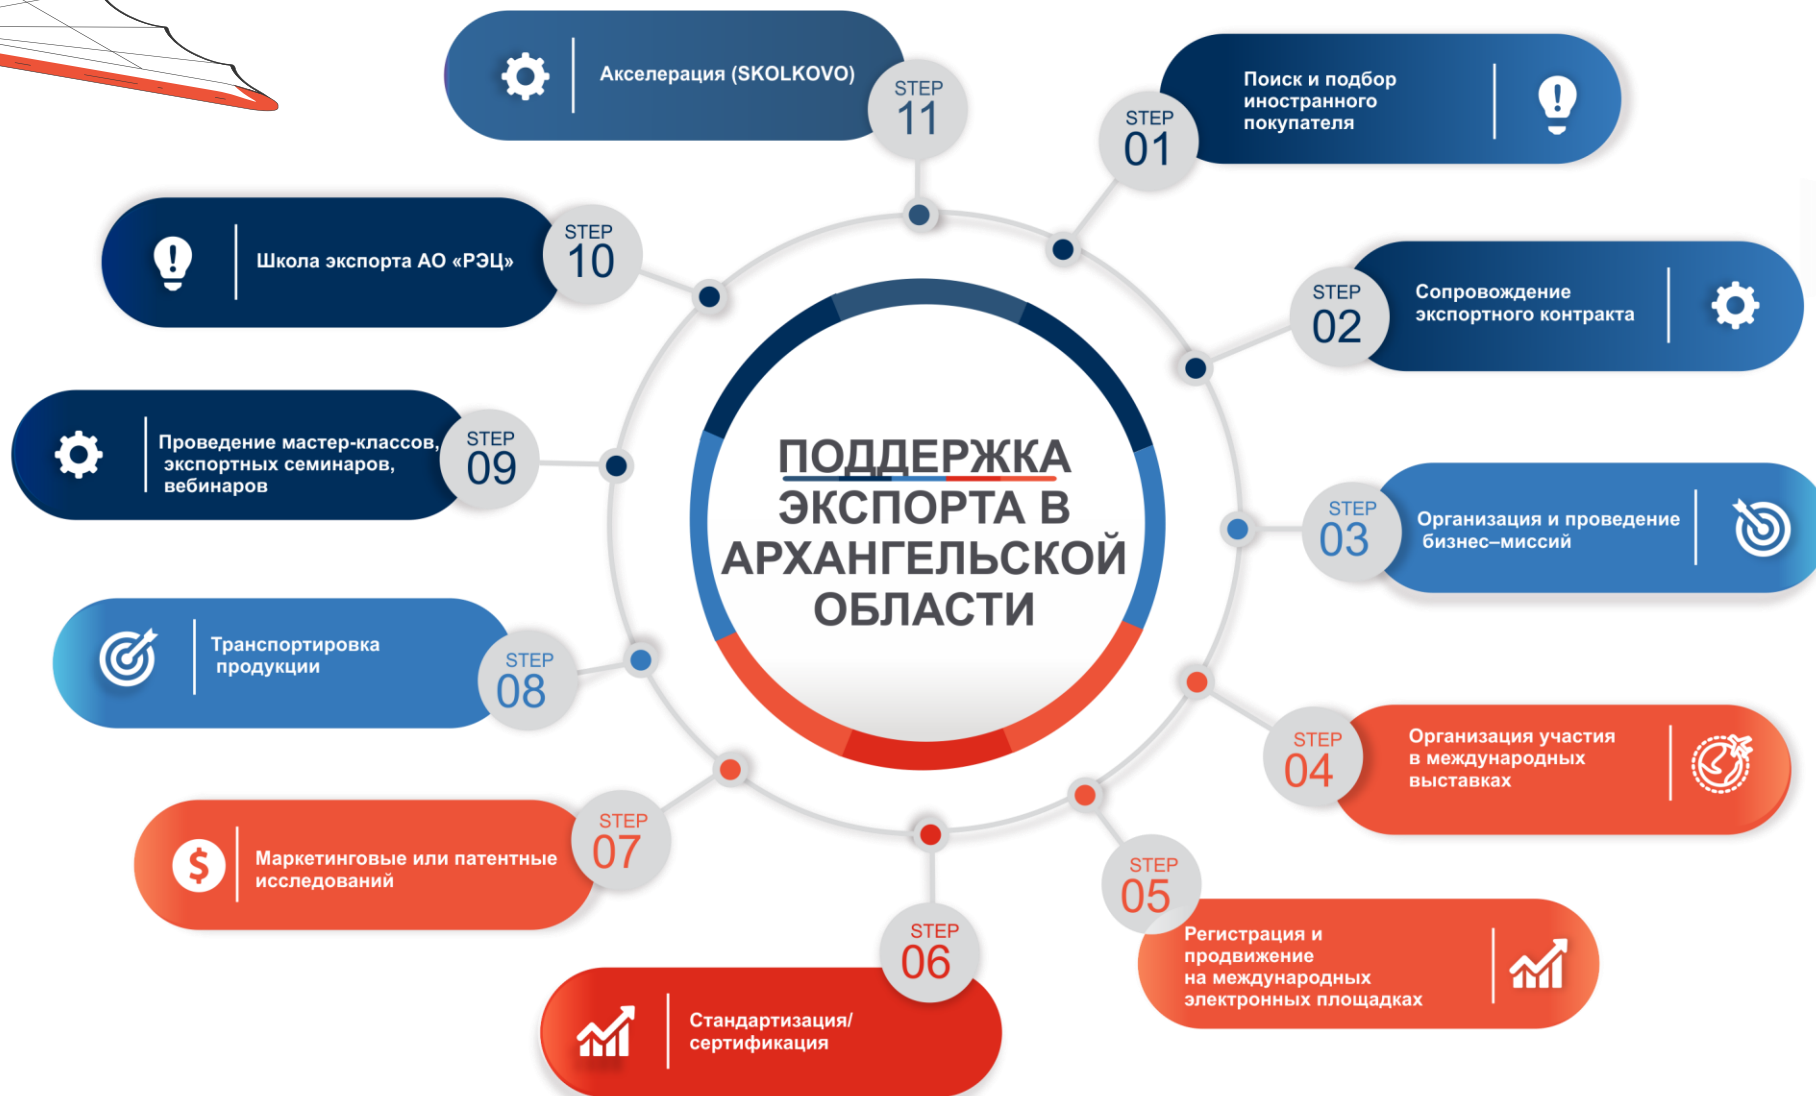 ПОДДЕРЖКА
ЭКСПОРТА В
АРХАНГЕЛЬСКОЙ
ОБЛАСТИ
STEP
01
Поиск и подбор
иностранного
покупателя
STEP
02
Сопровождение
экспортного контракта
STEP
03
Организация и проведение
бизнес–миссий
STEP
04
Организация участия
в международных
выставках
STEP
05
Регистрация и
продвижение
на международных
электронных площадках
STEP
06
Стандартизация/
сертификация
STEP
07
Маркетинговые или патентные
исследований
STEP
08
Транспортировка
продукции
STEP
09
Проведение мастер-классов,
экспортных семинаров,
вебинаров
STEP
10
Школа экспорта АО «РЭЦ»
STEP
11
Акселерация (SKOLKOVO)